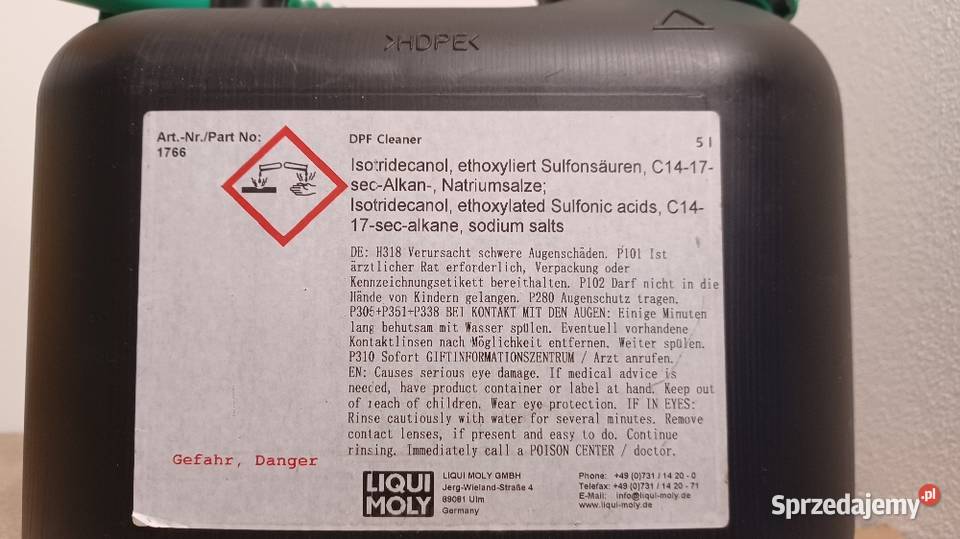 >HDPE<
Art.-Nr./Part No:
1766
DPF Cleaner
5 l
Isotridecanol, ethoxyliert Sulfonsäuren, C14-17-
sec-Alkan-, Natriumsalze;
Isotridecanol, ethoxylated Sulfonic acids, C14-
17-sec-alkane, sodium salts
DE: H318 Verursacht schwere Augenschäden. P101 Ist
ärztlicher Rat erforderlich, Verpackung oder
Kennzeichnungsetikett bereithalten. P102 Darf nicht in die
Hände von Kindern gelangen. P280 Augenschutz tragen.
P305+P351+P338 BEI KONTAKT MIT DEN AUGEN: Einige Minuten
lang behutsam mit Wasser spülen. Eventuell vorhandene
Kontaktlinsen nach Möglichkeit entfernen. Weiter spülen.
P310 Sofort GIFTINFORMATIONSZENTRUM / Arzt anrufen.
EN: Causes serious eye damage. If medical advice is
needed, have product container or label at hand. Keep out
of reach of children. Wear eye protection. IF IN EYES:
Rinse cautiously with water for several minutes. Remove
contact lenses, if present and easy to do. Continue
rinsing. Immediately call a POISON CENTER / doctor.
Gefahr, Danger
LIQUI
MOLY
LIQUI MOLY GMBH
Jerg-Wieland-Straße 4
89081 Ulm
Germany
Phone: +49 (0)731 / 14 20 - 0
Telefax: +49 (0)731 / 14 20 - 71
E-Mail: info@liqui-moly.de
www.liqui-moly.de
Sprzedajemy.pl